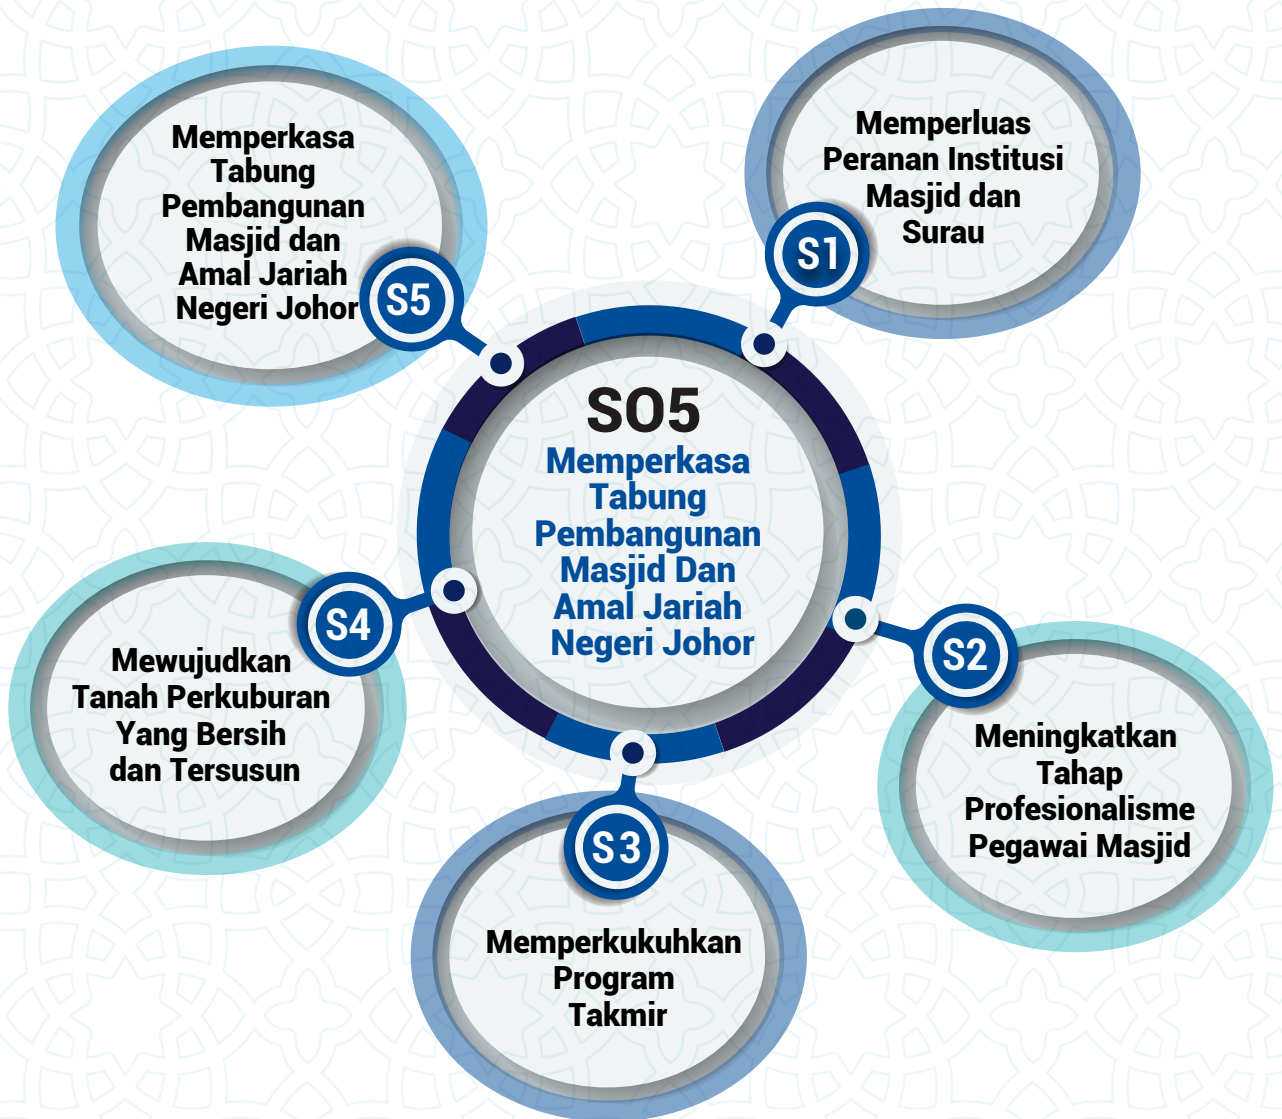 SO5
Memperkasa
Tabung
Pembangunan
Masjid Dan
Amal Jariah
Negeri Johor
S1
Memperluas
Peranan Institusi
Masjid dan
Surau
S2
Meningkatkan
Tahap
Profesionalisme
Pegawai Masjid
S3
Memperkukuhkan
Program
Takmir
S4
Mewujudkan
Tanah Perkuburan
Yang Bersih
dan Tersusun
S5
Memperkasa
Tabung
Pembangunan
Masjid dan
Amal Jariah
Negeri Johor